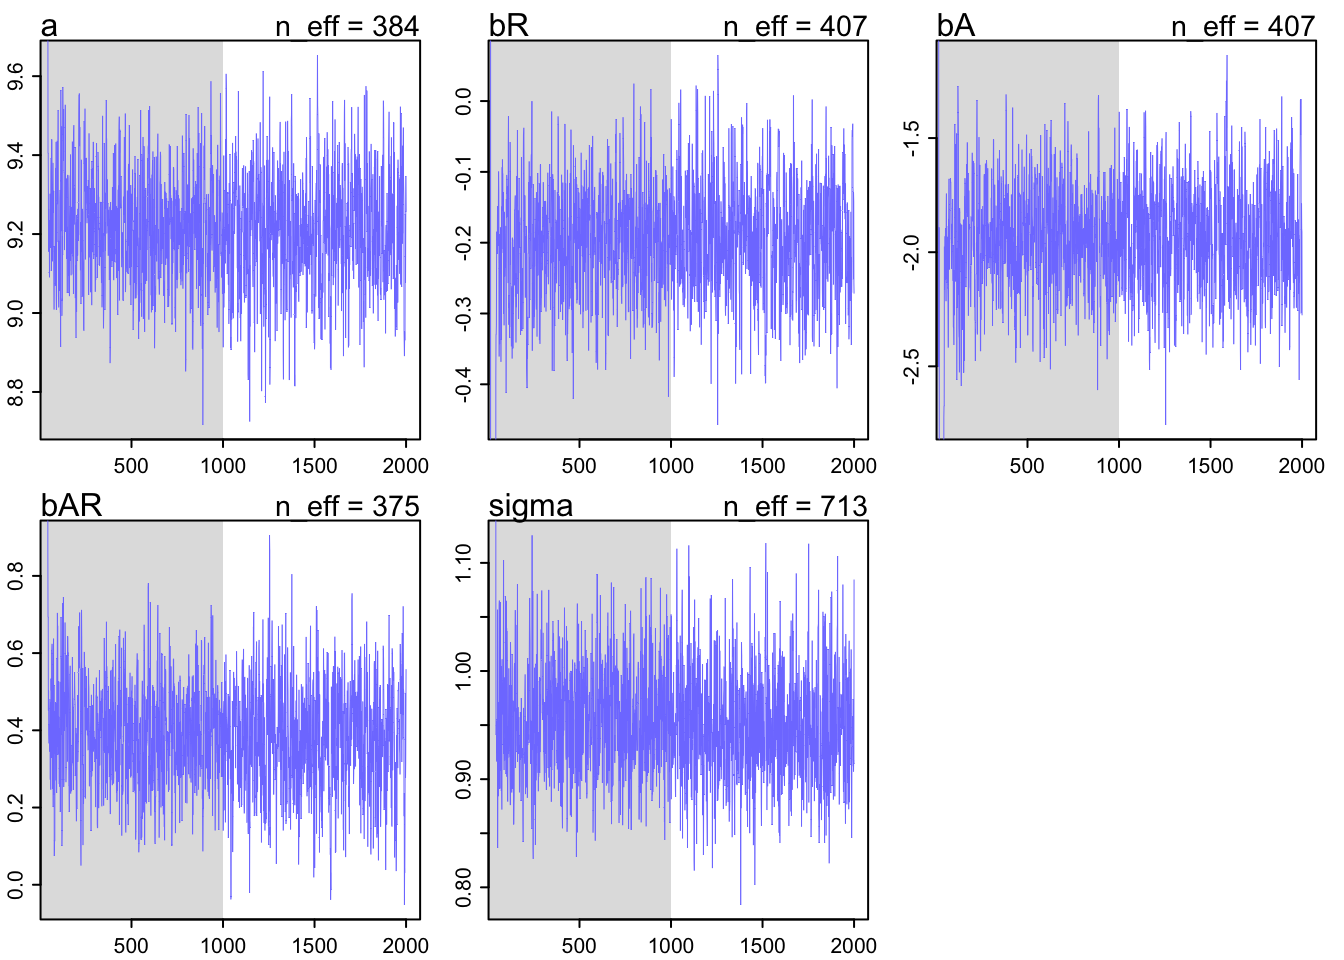 a n_eff = 384
9.6
9.4
9.2
9.0
8.8
500 1000 1500 2000
bR n_eff = 407
0.0
-0.1
-0.2
-0.3
-0.4
500 1000 1500 2000
bA n_eff = 407
-1.5
-2.0
-2.5
500 1000 1500 2000
bAR n_eff = 375
0.8
0.6
0.4
0.2
0.0
500 1000 1500 2000
sigma n_eff = 713
1.10
1.00
0.90
0.80
500 1000 1500 2000